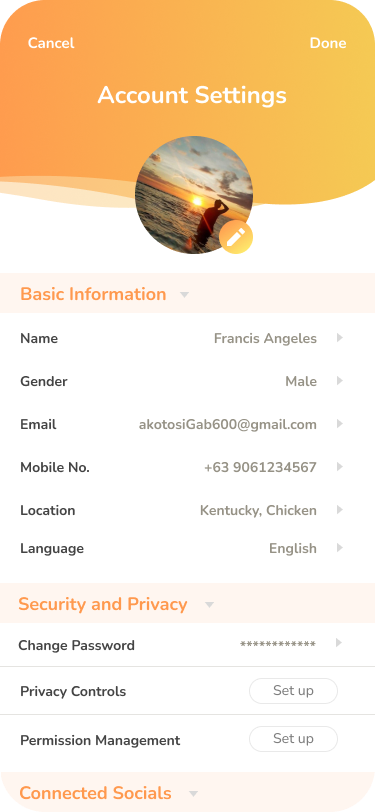 Cancel Done
Account Settings
Basic Information
Name Francis Angeles
Gender Male
Email akotosiGab600@gmail.com
Mobile No. +63 9061234567
Location Kentucky, Chicken
Language English
Security and Privacy
Change Password ************
Privacy Controls Set up
Permission Management Set up
Connected Socials